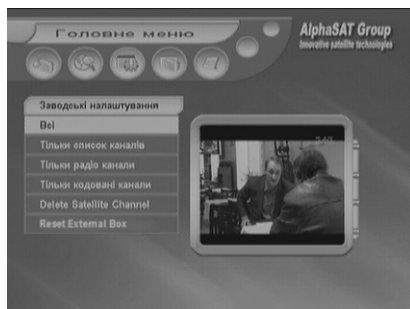 Головне меню
AlphaSAT Group
Innovative satellite technologies
Заводські налаштування
Всі
Тільки список каналів
Тільки радіо канали
Тільки кодовані канали
Delete Satellite Channel
Reset External Box